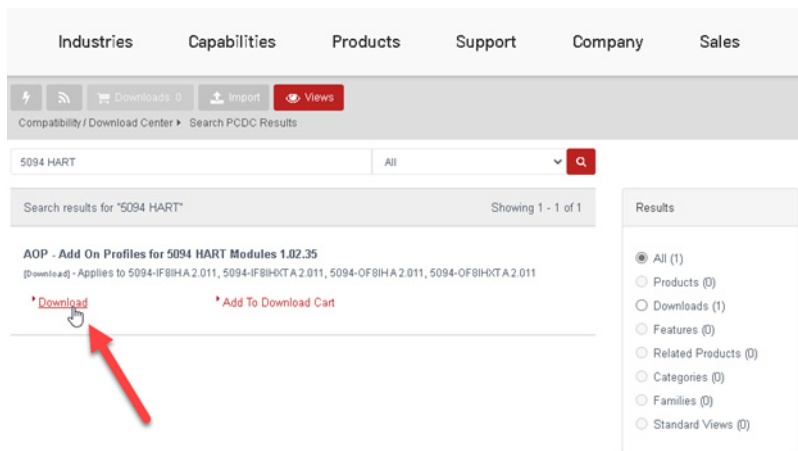 Industries Capabilities Products Support Company Sales
Downloads 0 Import Views
Compatibility / Download Center Search PCDC Results
5094 HART All
Search results for "5094 HART" Showing 1 - 1 of 1
AOP - Add On Profiles for 5094 HART Modules 1.02.35
[Download] - Applies to 5094-IF8IH A 2.011, 5094-IF8IHXT A 2.011, 5094-OF8IH A 2.011, 5094-OF8IHXT A 2.011
Download Add To Download Cart
Results
All (1)
Products (0)
Downloads (1)
Features (0)
Related Products (0)
Categories (0)
Families (0)
Standard Views (0)